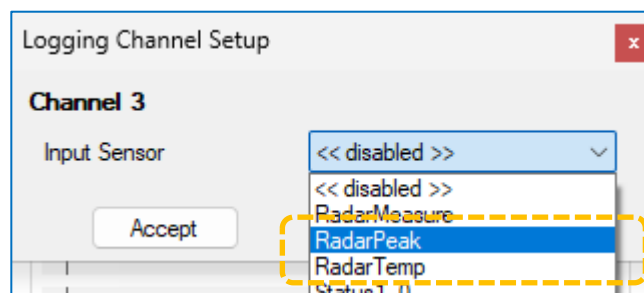 Logging Channel Setup
x
Channel 3
Input Sensor
<< disabled >>
<< disabled >>
RadarMeasure
Accept
RadarPeak
RadarTemp